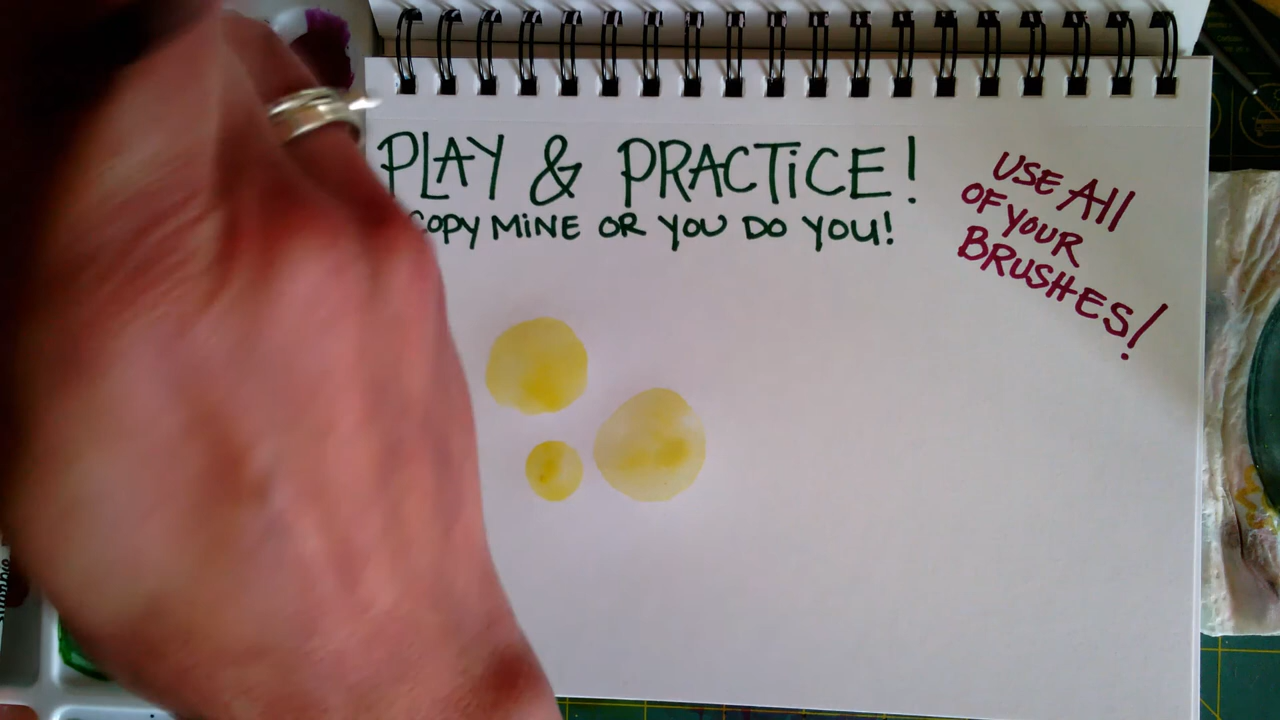 PLAY & PRACTiCE!
COPY MiNE OR YOU DO YOU!
USE All
OF YOUR
BRUSHES!